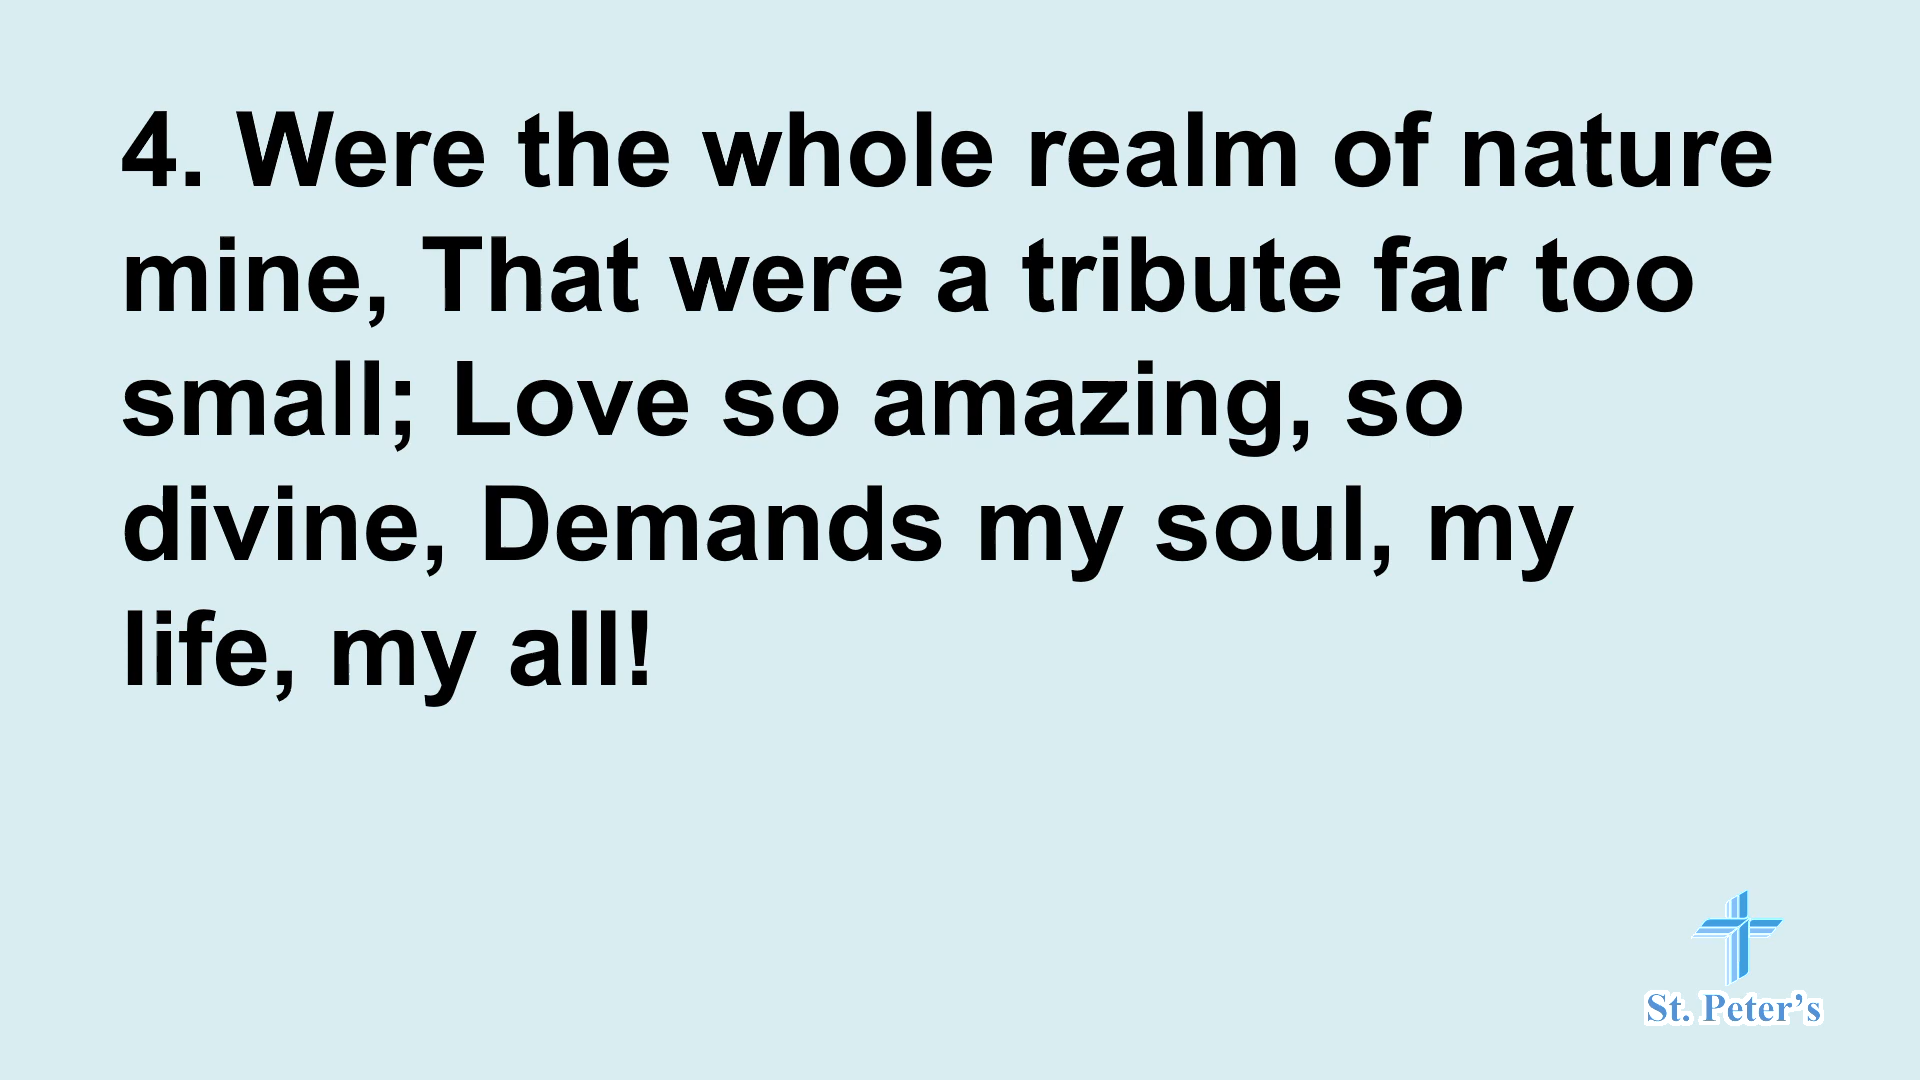 4. Were the whole realm of nature
mine, That were a tribute far too
small; Love so amazing, so
divine, Demands my soul, my
life, my all!
St. Peter’s